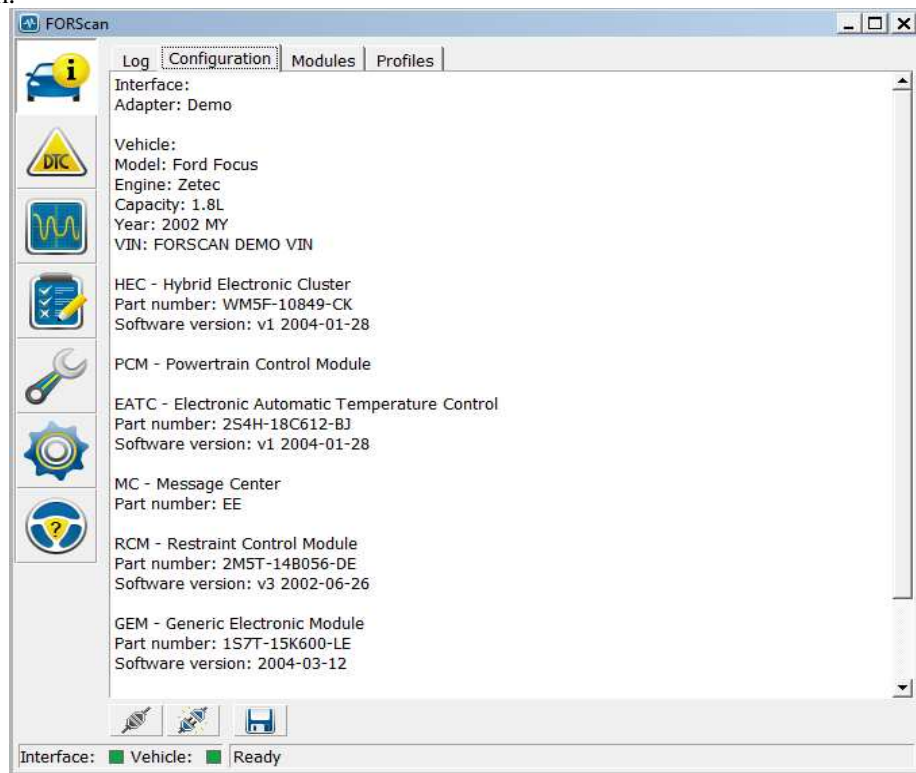 FORScan
i
Log Configuration Modules Profiles
Interface:
Adapter: Demo
Vehicle:
Model: Ford Focus
Engine: Zetec
Capacity: 1.8L
Year: 2002 MY
VIN: FORSCAN DEMO VIN
DTC
HEC - Hybrid Electronic Cluster
Part number: WM5F-10849-CK
Software version: v1 2004-01-28
PCM - Powertrain Control Module
EATC - Electronic Automatic Temperature Control
Part number: 2S4H-18C612-BJ
Software version: v1 2004-01-28
MC - Message Center
Part number: EE
?
RCM - Restraint Control Module
Part number: 2M5T-14B056-DE
Software version: v3 2002-06-26
GEM - Generic Electronic Module
Part number: 1S7T-15K600-LE
Software version: 2004-03-12
Interface: Vehicle: Ready